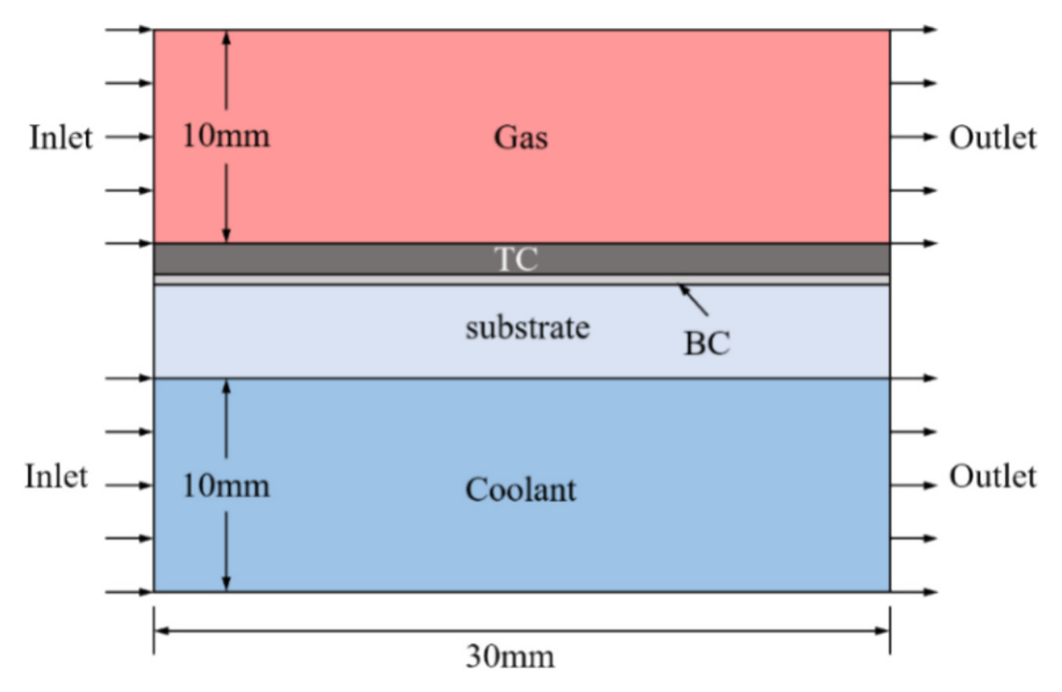 Inlet
10mm
Gas
Outlet
TC
substrate
BC
Inlet
10mm
Coolant
Outlet
30mm